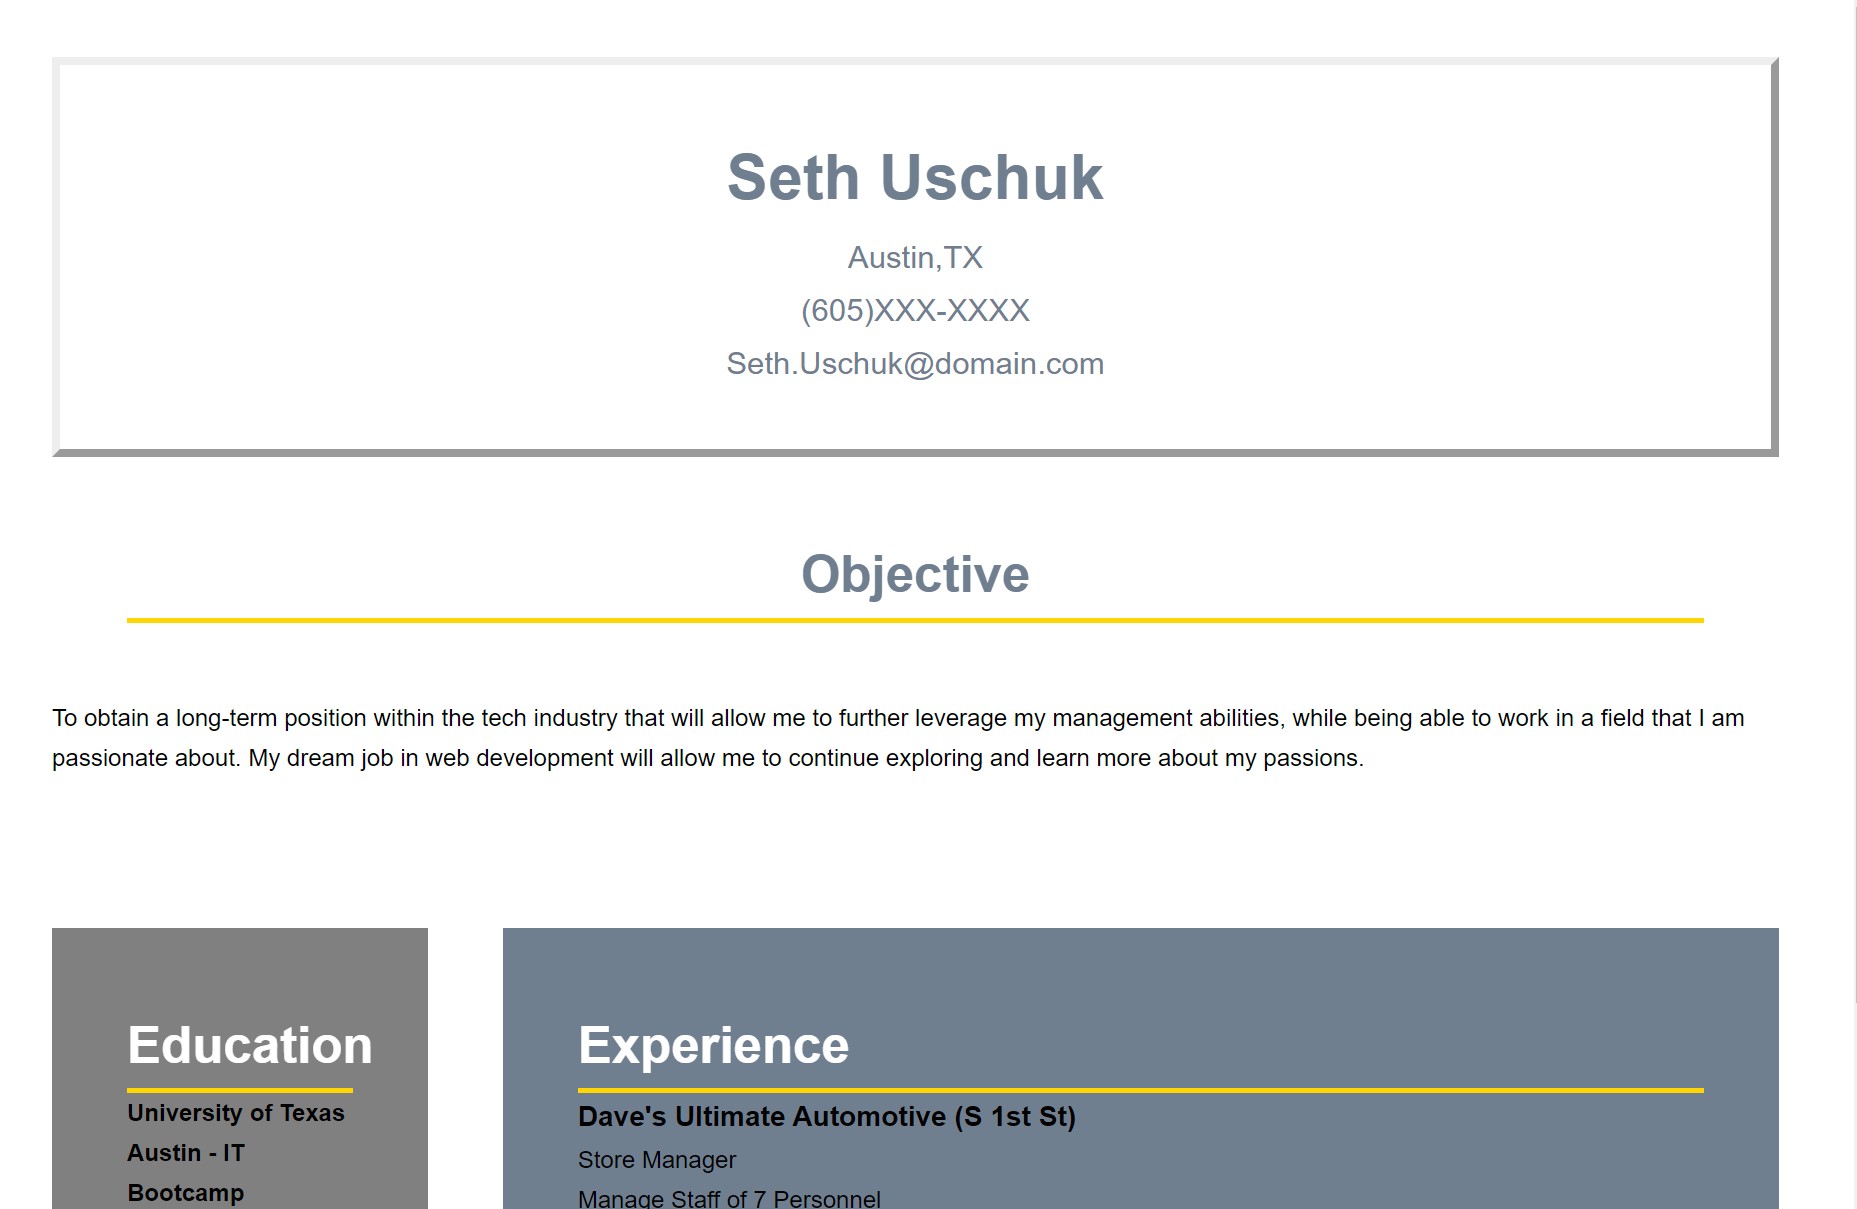 Seth Uschuk
Austin,TX
(605)XXX-XXXX
Seth.Uschuk@domain.com
Objective
To obtain a long-term position within the tech industry that will allow me to further leverage my management abilities, while being able to work in a field that I am
passionate about. My dream job in web development will allow me to continue exploring and learn more about my passions.
Education
University of Texas
Austin - IT
Bootcamp
Experience
Dave's Ultimate Automotive (S 1st St)
Store Manager
Manage Staff of 7 Personnel